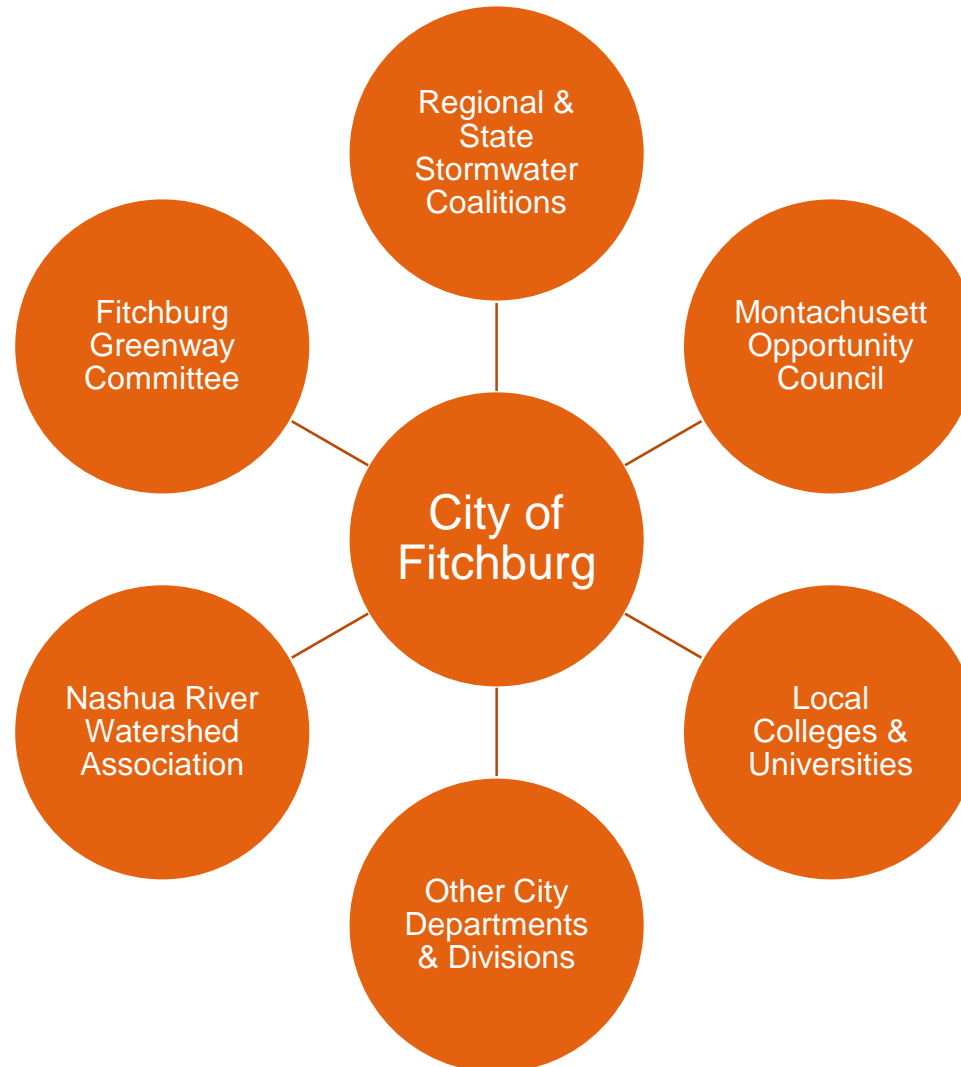 Regional &
State
Stormwater
Coalitions
Fitchburg
Greenway
Committee
Montachusett
Opportunity
Council
City of
Fitchburg
Nashua River
Watershed
Association
Local
Colleges &
Universities
Other City
Departments
& Divisions